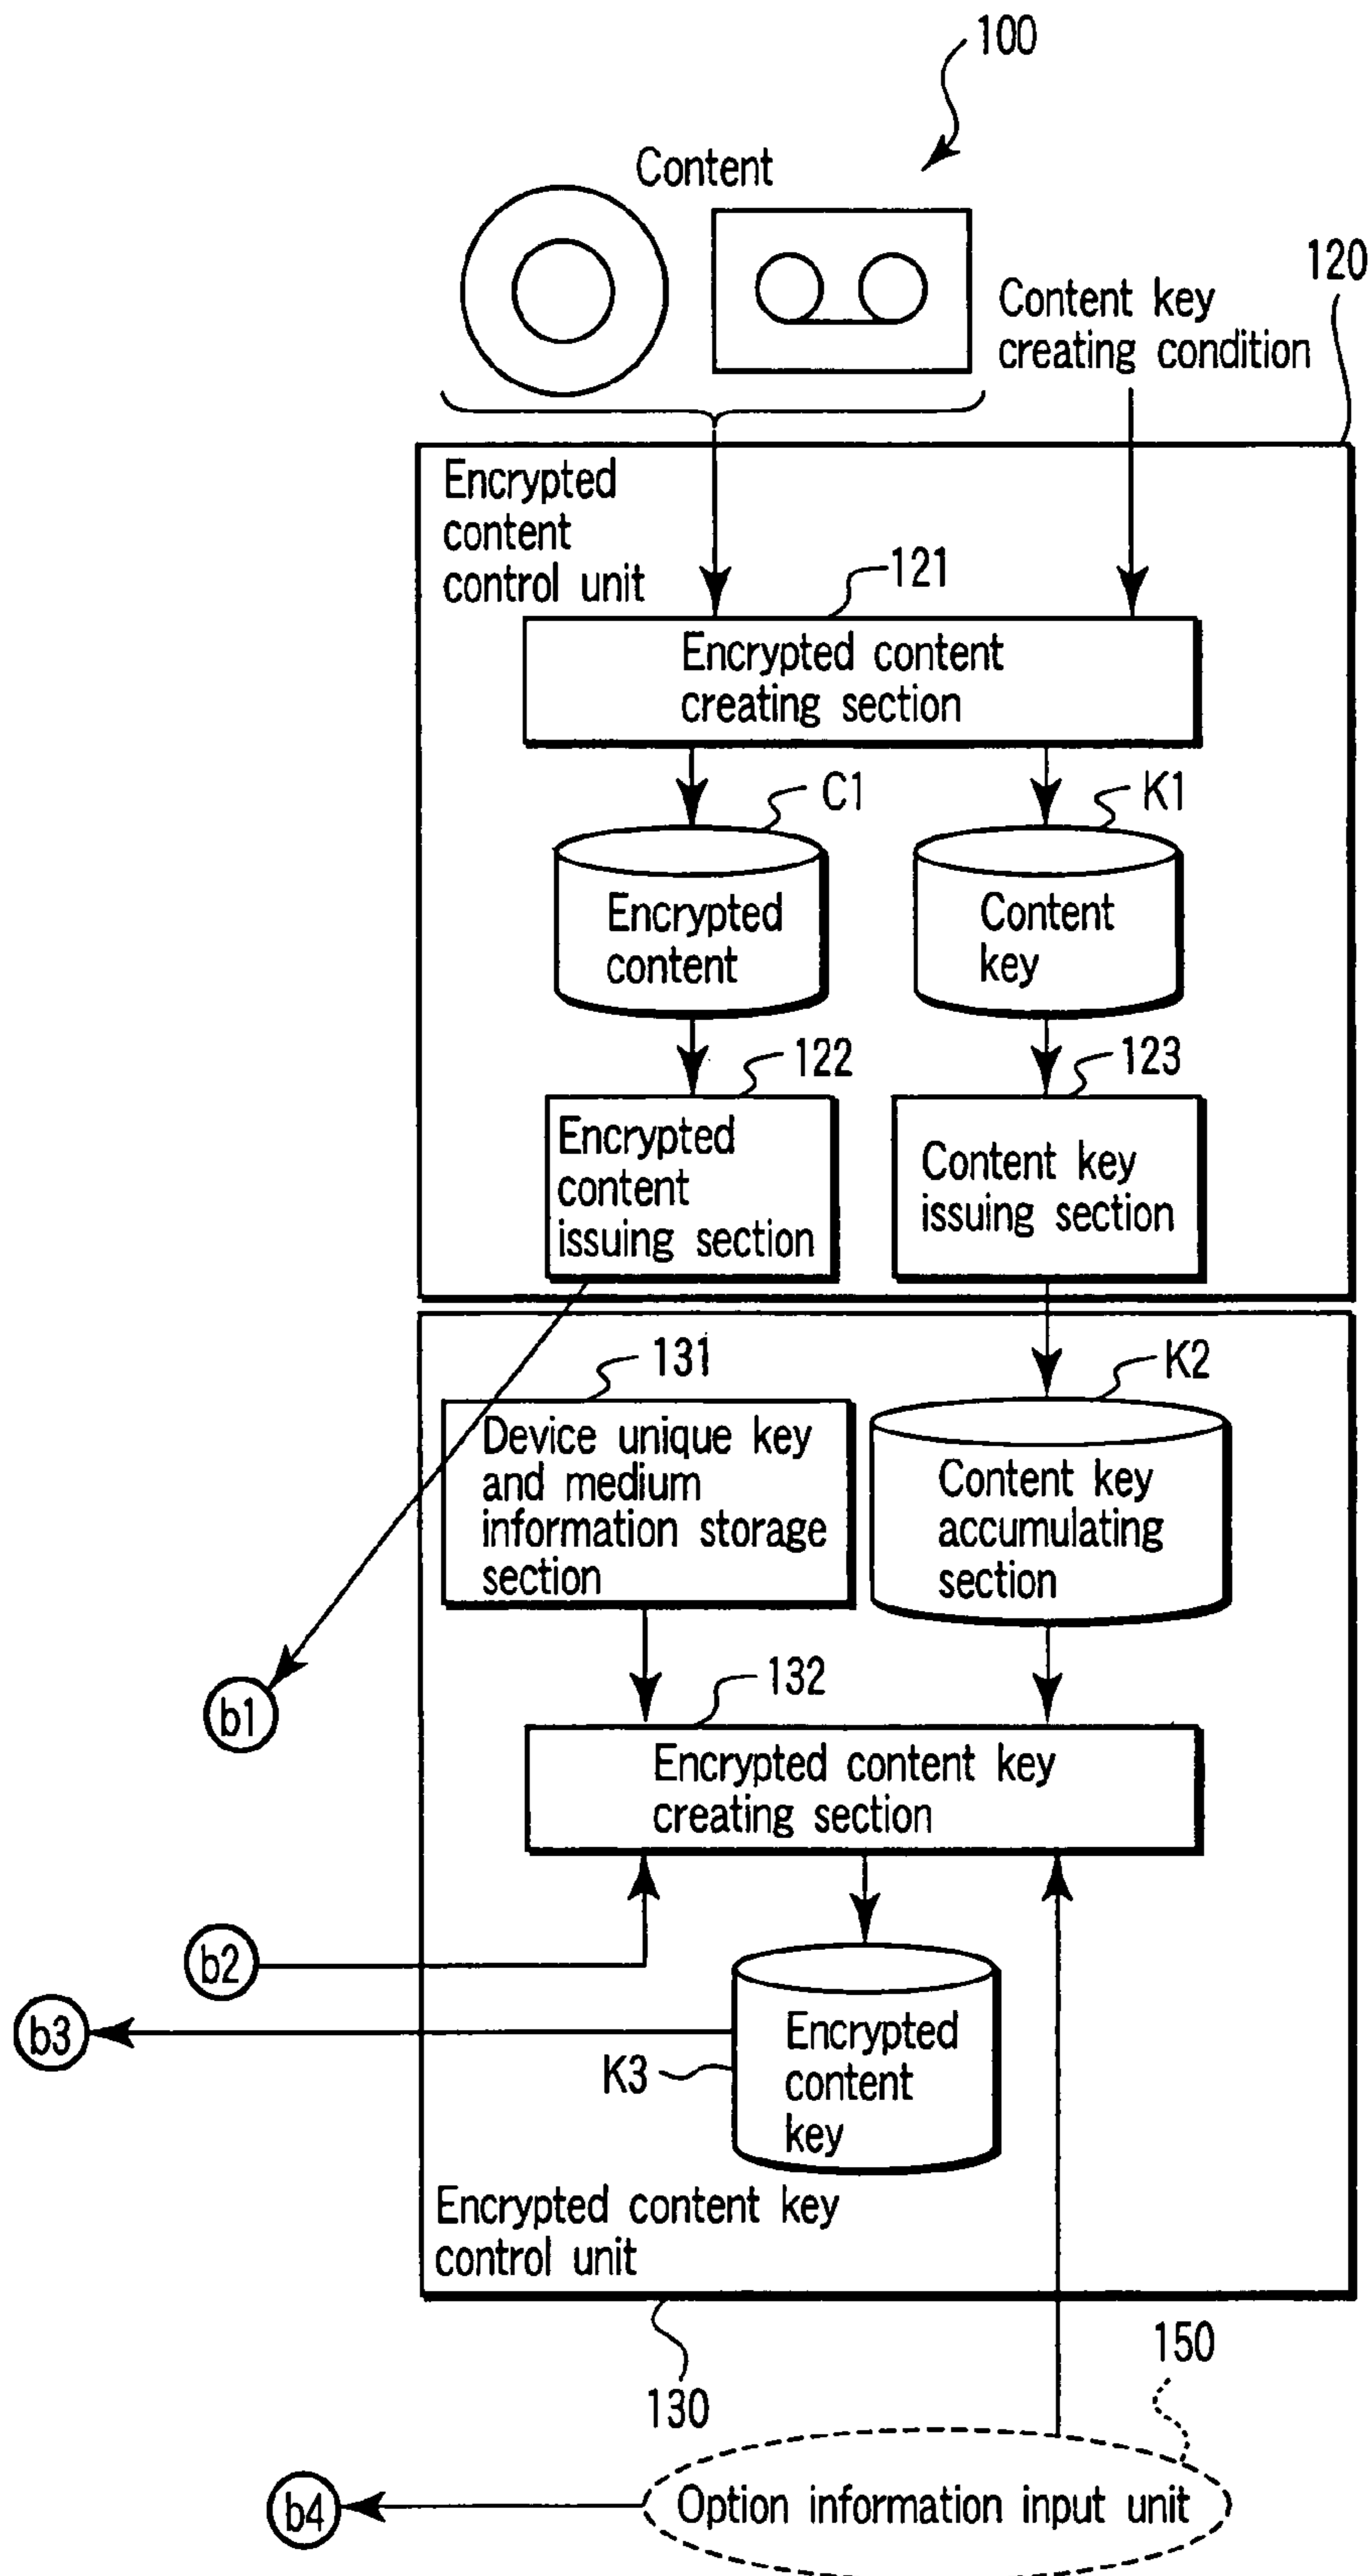 100
Content
120
Content key
creating condition
Encrypted
content
control unit
121
Encrypted content
creating section
C1
K1
Encrypted
content
Content
key
122
123
Encrypted
content
issuing section
Content key
issuing section
131
K2
Device unique key
and medium
information storage
section
Content key
accumulating
section
b1
132
Encrypted content key
creating section
b2
b3
K3
Encrypted
content
key
Encrypted content key
control unit
130
150
b4
Option information input unit